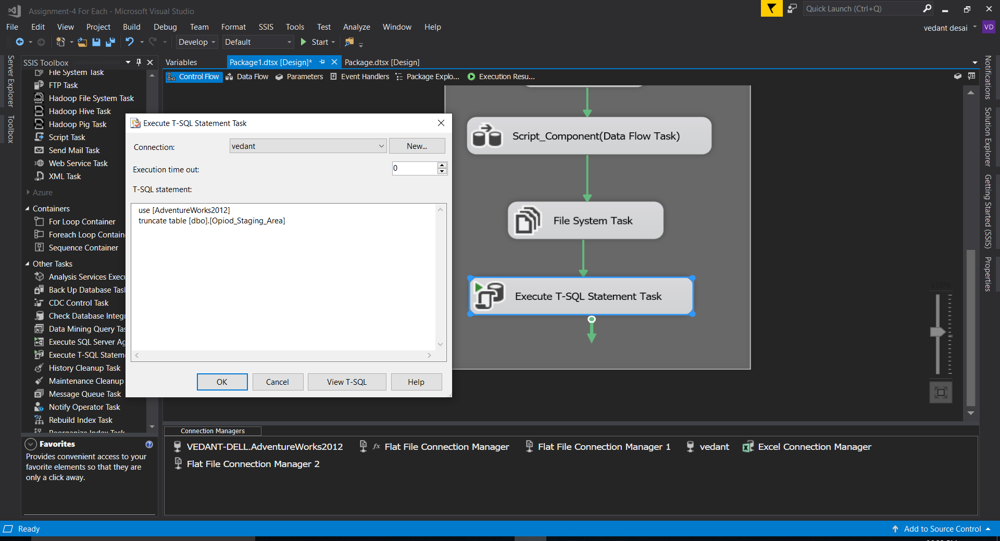 Assignment-4 For Each - Microsoft Visual Studio
Quick Launch (Ctrl+Q)
File Edit View Project Build Debug Team Format SSIS Tools Test Analyze Window Help
vedant desai VD
Develop Default Start
Server Explorer
Toolbox
SSIS Toolbox
File System Task
FTP Task
Hadoop File System Task
Hadoop Hive Task
Hadoop Pig Task
Script Task
Send Mail Task
Web Service Task
XML Task
Azure
Containers
For Loop Container
Foreach Loop Contain
Sequence Container
Other Tasks
Analysis Services Execu
Back Up Database Task
CDC Control Task
Check Database Integr
Data Mining Query Tas
Execute SQL Server Ag
Execute T-SQL Stateme
History Cleanup Task
Maintenance Cleanup
Message Queue Task
Notify Operator Task
Rebuild Index Task
Reorganize Index Task
Favorites
Provides convenient access to your
favorite elements so that they are
only a click away.
Variables Package1.dtsx [Design]* Package.dtsx [Design]
Control Flow Data Flow Parameters Event Handlers Package Explo... Execution Resu...
Script_Component(Data Flow Task)
File System Task
Execute T-SQL Statement Task
110%
Execute T-SQL Statement Task
Connection: vedant New...
Execution time out: 0
T-SQL statement:
use [AdventureWorks2012]
truncate table [dbo].[Opiod_Staging_Area]
OK Cancel View T-SQL Help
Connection Managers
VEDANT-DELL.AdventureWorks2012 fx Flat File Connection Manager Flat File Connection Manager 1 vedant Excel Connection Manager
Flat File Connection Manager 2
Notifications
Solution Explorer
Getting Started (SSIS)
Properties
Ready
Add to Source Control